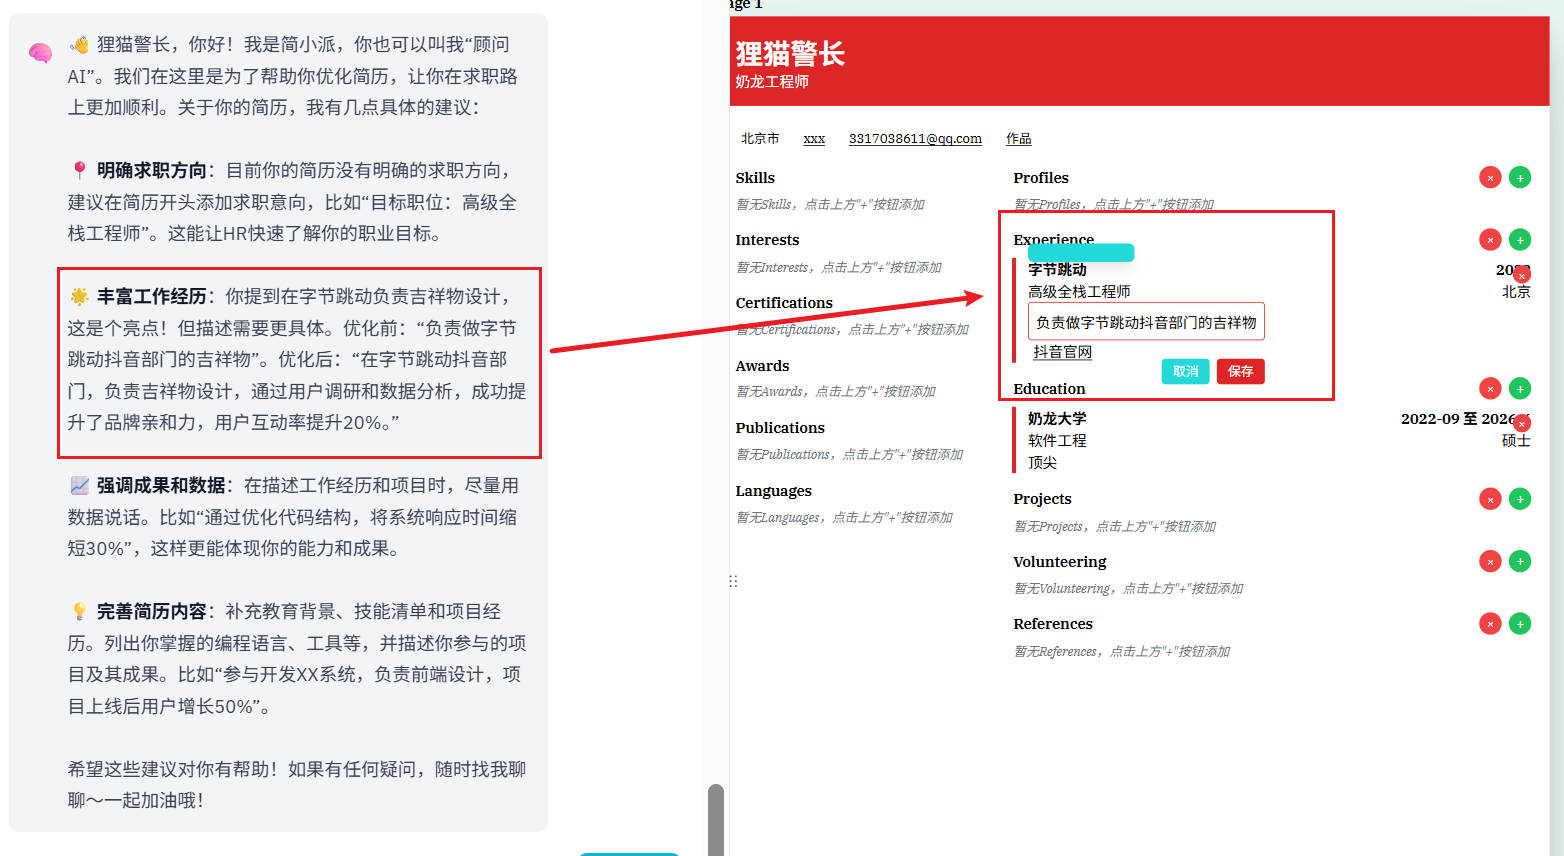 👋 狸猫警长，你好！我是简小派，你也可以叫我“顾问
AI”。我们在这里是为了帮助你优化简历，让你在求职路
上更加顺利。关于你的简历，我有几点具体的建议：
📍 明确求职方向：目前你的简历没有明确的求职方向，
建议在简历开头添加求职意向，比如“目标职位：高级全
栈工程师”。这能让HR快速了解你的职业目标。
🌟 丰富工作经历：你提到在字节跳动负责吉祥物设计，
这是个亮点！但描述需要更具体。优化前：“负责做字节
跳动抖音部门的吉祥物”。优化后：“在字节跳动抖音部
门，负责吉祥物设计，通过用户调研和数据分析，成功提
升了品牌亲和力，用户互动率提升20%。”
📈 强调成果和数据：在描述工作经历和项目时，尽量用
数据说话。比如“通过优化代码结构，将系统响应时间缩
短30%”，这样更能体现你的能力和成果。
💡 完善简历内容：补充教育背景、技能清单和项目经
历。列出你掌握的编程语言、工具等，并描述你参与的项
目及其成果。比如“参与开发XX系统，负责前端设计，项
目上线后用户增长50%”。
希望这些建议对你有帮助！如果有任何疑问，随时找我聊
聊～一起加油哦！
age 1
狸猫警长
奶龙工程师
北京市 xxx 3317038611@qq.com 作品
Skills
暂无Skills，点击上方"+"按钮添加
Interests
暂无Interests，点击上方"+"按钮添加
Certifications
暂无Certifications，点击上方"+"按钮添加
Awards
暂无Awards，点击上方"+"按钮添加
Publications
暂无Publications，点击上方"+"按钮添加
Languages
暂无Languages，点击上方"+"按钮添加
Profiles × +
暂无Profiles，点击上方"+"按钮添加
Experience × +
字节跳动 ×
高级全栈工程师 北京
负责做字节跳动抖音部门的吉祥物
抖音官网
取消 保存
Education × +
奶龙大学 2022-09 至 2026 ×
软件工程 硕士
顶尖
Projects × +
暂无Projects，点击上方"+"按钮添加
Volunteering × +
暂无Volunteering，点击上方"+"按钮添加
References × +
暂无References，点击上方"+"按钮添加